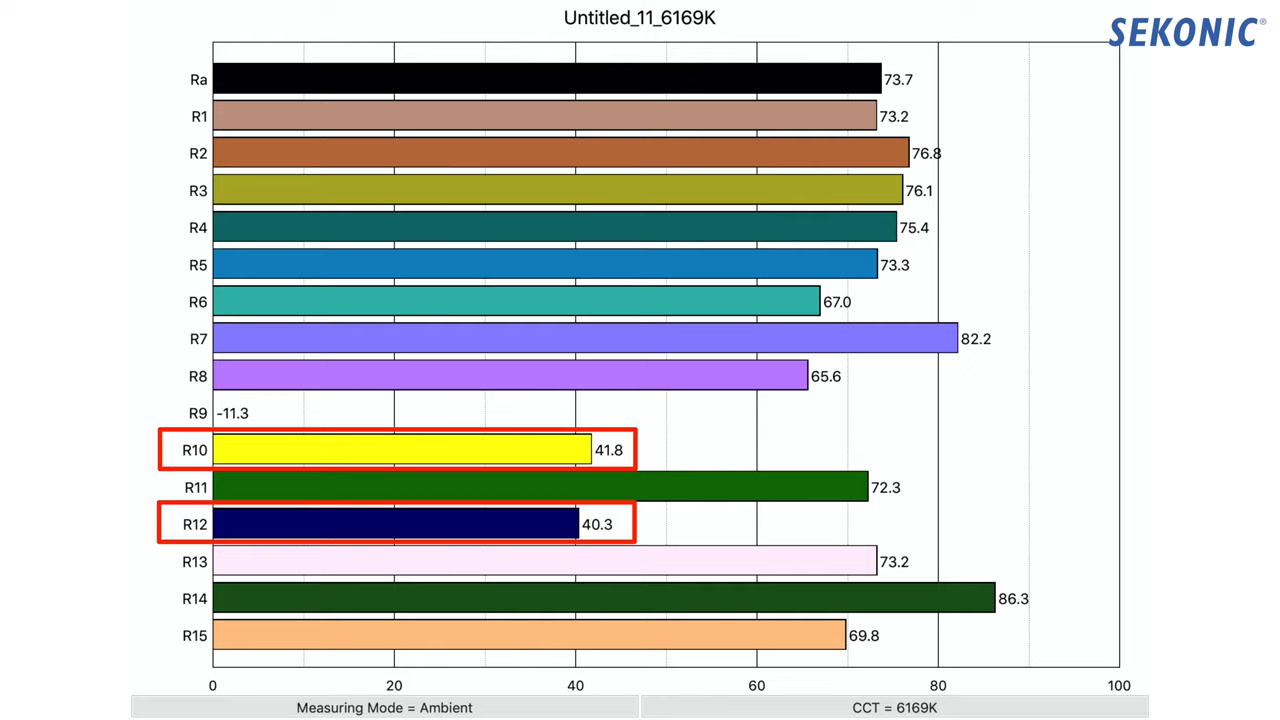 Untitled_11_6169K
SEKONIC®
Ra 73.7
R1 73.2
R2 76.8
R3 76.1
R4 75.4
R5 73.3
R6 67.0
R7 82.2
R8 65.6
R9 -11.3
R10 41.8
R11 72.3
R12 40.3
R13 73.2
R14 86.3
R15 69.8
0 20 40 60 80 100
Measuring Mode = Ambient CCT = 6169K